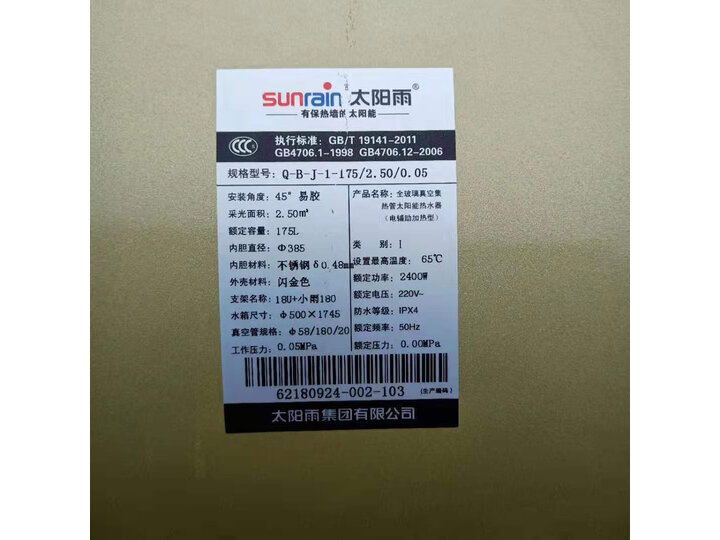 sunrain 太阳雨®
有保热墙的太阳能
执行标准：GB/T 19141-2011
GB4706.1-1998 GB4706.12-2006
规格型号：Q-B-J-1-175/2.50/0.05
安装角度：45° 易胶
采光面积：2.50㎡
额定容量：175L
内胆直径：Φ385
内胆材料：不锈钢δ0.48mm
外壳材料：闪金色
支架名称：18U+小雨180
水箱尺寸：Φ500×1745
真空管规格：Φ58/180/20
工作压力：0.05MPa
产品名称：全玻璃真空集
热管太阳能热水器
（电辅助加热型）
类 别：I
设置最高温度：65℃
额定功率：2400W
额定电压：220V~
防水等级：IPX4
额定频率：50Hz
额定压力：0.00MPa
62180924-002-103 (生产编码)
太阳雨集团有限公司